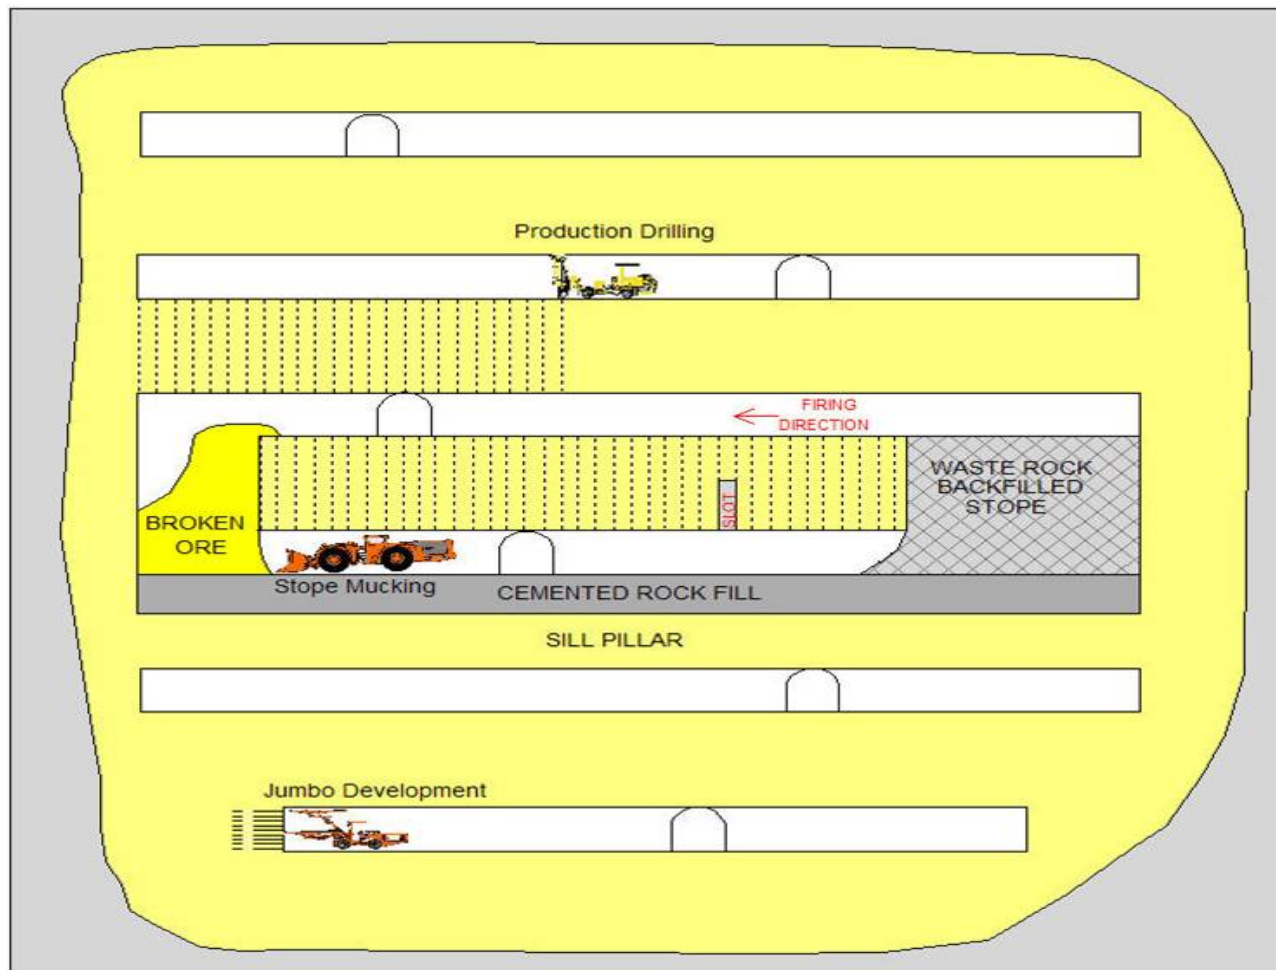 Production Drilling
FIRING
DIRECTION
WASTE ROCK
BACKFILLED
STOPE
SLOT
BROKEN
ORE
Stope Mucking
CEMENTED ROCK FILL
SILL PILLAR
Jumbo Development